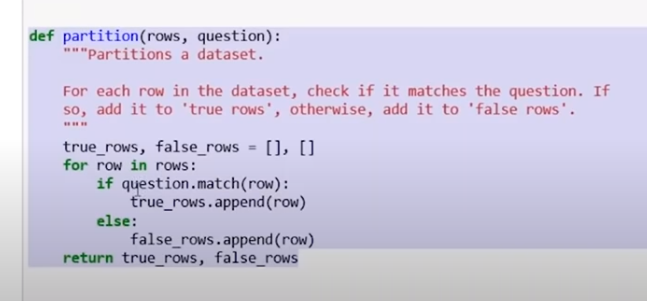 def partition(rows, question):
    """Partitions a dataset.

    For each row in the dataset, check if it matches the question. If
    so, add it to 'true rows', otherwise, add it to 'false rows'.
    """
    true_rows, false_rows = [], []
    for row in rows:
        if question.match(row):
            true_rows.append(row)
        else:
            false_rows.append(row)
    return true_rows, false_rows